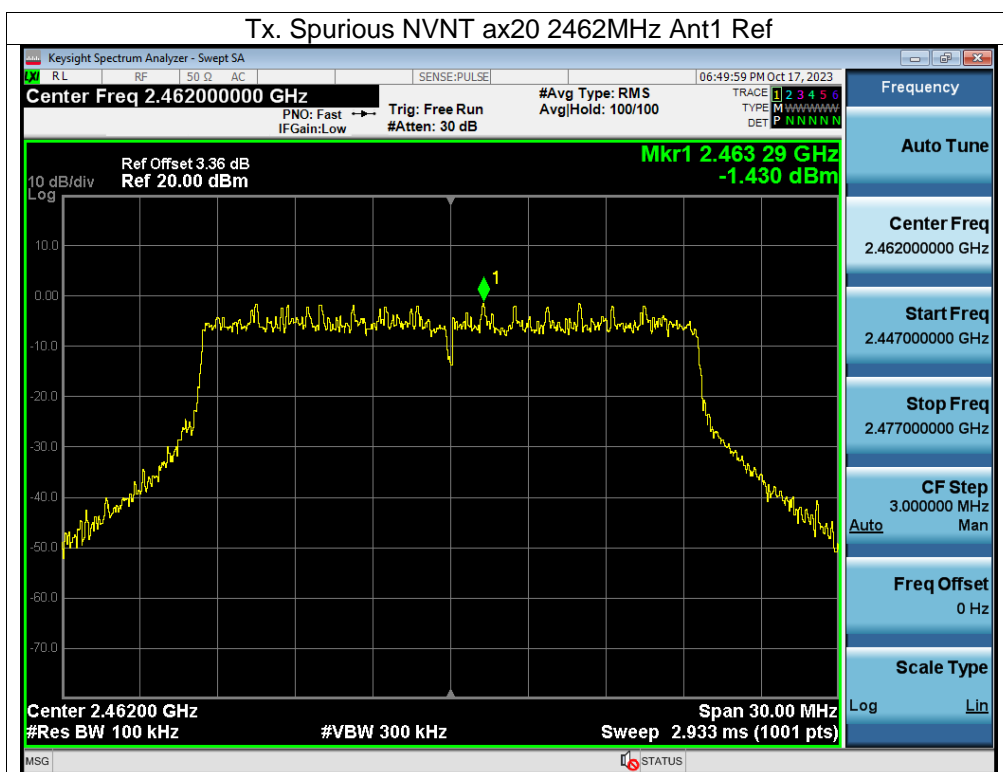 Tx. Spurious NVNT ax20 2462MHz Ant1 Ref
Keysight Spectrum Analyzer - Swept SA
LXI RL RF 50 Ω AC SENSE:PULSE 06:49:59 PM Oct 17, 2023
Center Freq 2.462000000 GHz
PNO: Fast
IFGain:Low
Trig: Free Run
#Atten: 30 dB
#Avg Type: RMS
Avg|Hold: 100/100
TRACE 1 2 3 4 5 6
TYPE M WWWWW
DET P N N N N N
Ref Offset 3.36 dB
10 dB/div Ref 20.00 dBm
Log
Mkr1 2.463 29 GHz
-1.430 dBm
1
10.0
0.00
-10.0
-20.0
-30.0
-40.0
-50.0
-60.0
-70.0
Center 2.46200 GHz Span 30.00 MHz
#Res BW 100 kHz #VBW 300 kHz Sweep 2.933 ms (1001 pts)
MSG STATUS
Frequency
Auto Tune
Center Freq
2.462000000 GHz
Start Freq
2.447000000 GHz
Stop Freq
2.477000000 GHz
CF Step
3.000000 MHz
Auto Man
Freq Offset
0 Hz
Scale Type
Log Lin